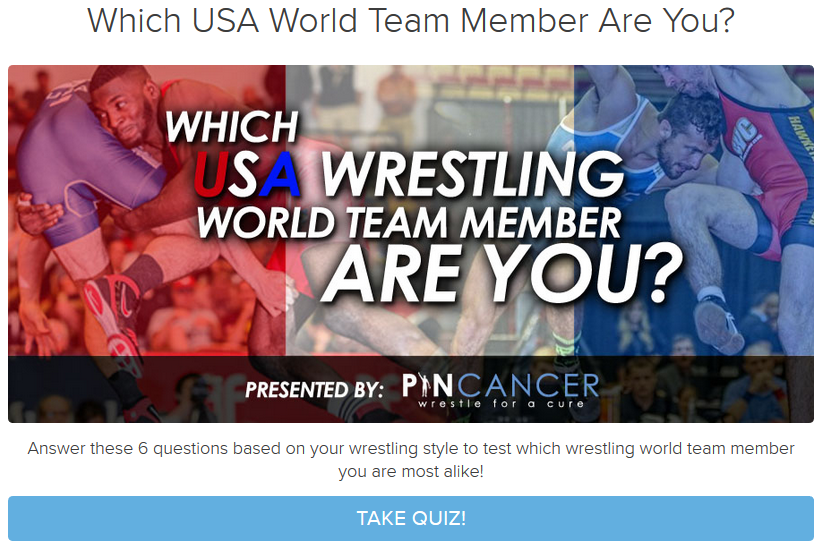 Which USA World Team Member Are You?
WHICH
USA WRESTLING
WORLD TEAM MEMBER
ARE YOU?
PRESENTED BY: PINCANCER
wrestle for a cure
Answer these 6 questions based on your wrestling style to test which wrestling world team member
you are most alike!
TAKE QUIZ!